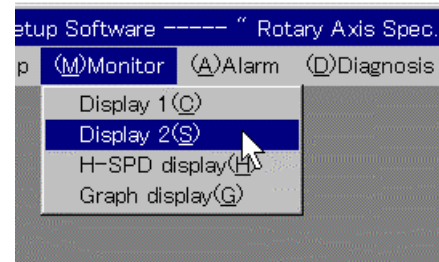 etup Software ----- “ Rotary Axis Spec.
p (M)Monitor (A)Alarm (D)Diagnosis
Display 1(C)
Display 2(S)
H-SPD display(H)
Graph display(G)